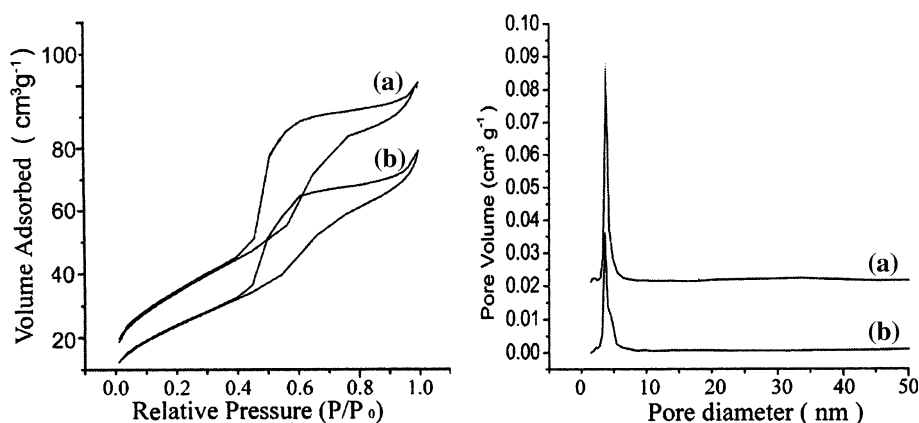 Volume Adsorbed ( cm³g⁻¹)
100
80
60
40
20
0.0 0.2 0.4 0.6 0.8 1.0
Relative Pressure (P/P₀)
(a)
(b)
Pore Volume (cm³ g⁻¹)
0.10
0.09
0.08
0.07
0.06
0.05
0.04
0.03
0.02
0.01
0.00
0 10 20 30 40 50
Pore diameter ( nm )
(a)
(b)